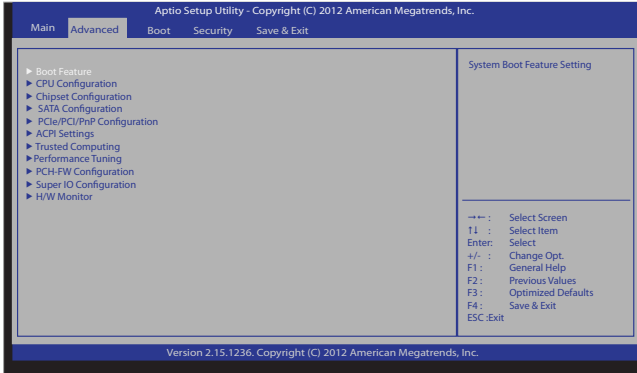 Aptio Setup Utility - Copyright (C) 2012 American Megatrends, Inc.
Main Advanced Boot Security Save & Exit
▶ Boot Feature
▶ CPU Configuration
▶ Chipset Configuration
▶ SATA Configuration
▶ PCIe/PCI/PnP Configuration
▶ ACPI Settings
▶ Trusted Computing
▶Performance Tuning
▶ PCH-FW Configuration
▶ Super IO Configuration
▶ H/W Monitor
System Boot Feature Setting
→← : Select Screen
↑↓ : Select Item
Enter: Select
+/- : Change Opt.
F1 : General Help
F2 : Previous Values
F3 : Optimized Defaults
F4 : Save & Exit
ESC :Exit
Version 2.15.1236. Copyright (C) 2012 American Megatrends, Inc.